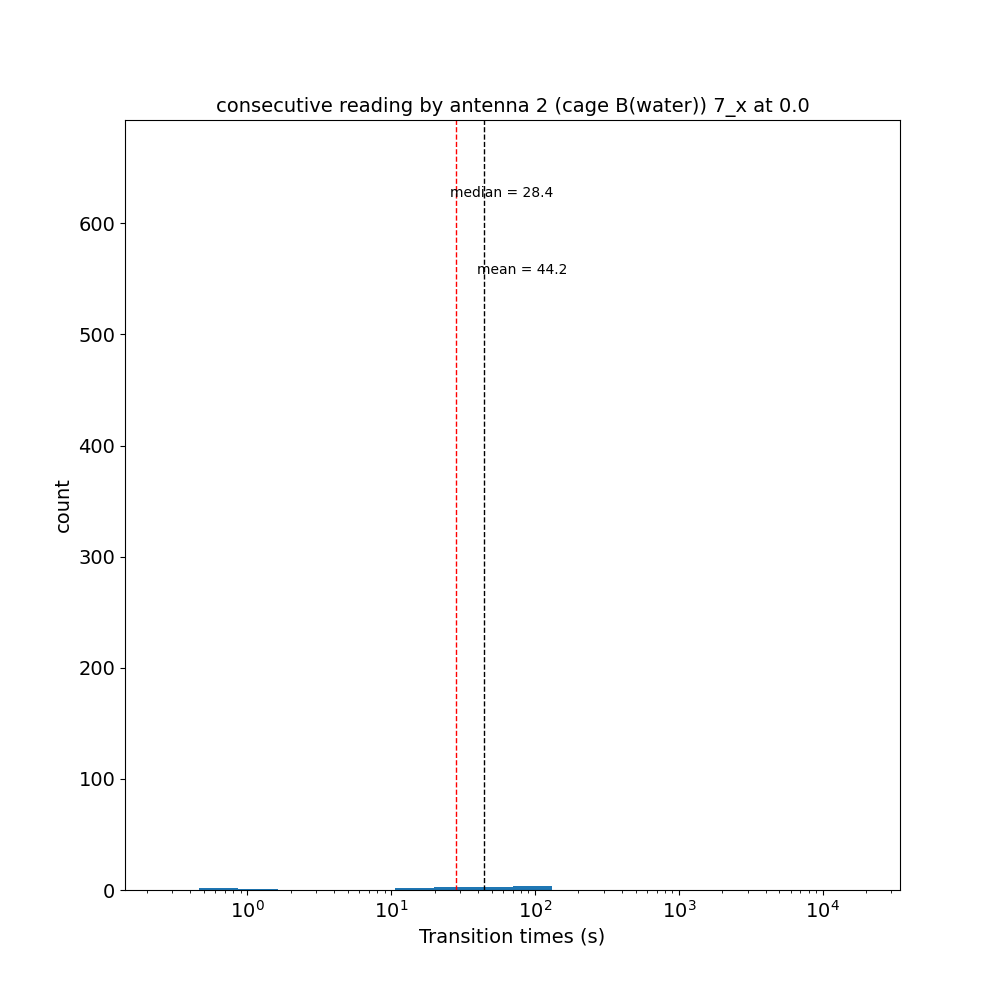 consecutive reading by antenna 2 (cage B(water)) 7_x at 0.0
median = 28.4
mean = 44.2
600
500
400
300
200
100
0
count
10⁰ 10¹ 10² 10³ 10⁴
Transition times (s)